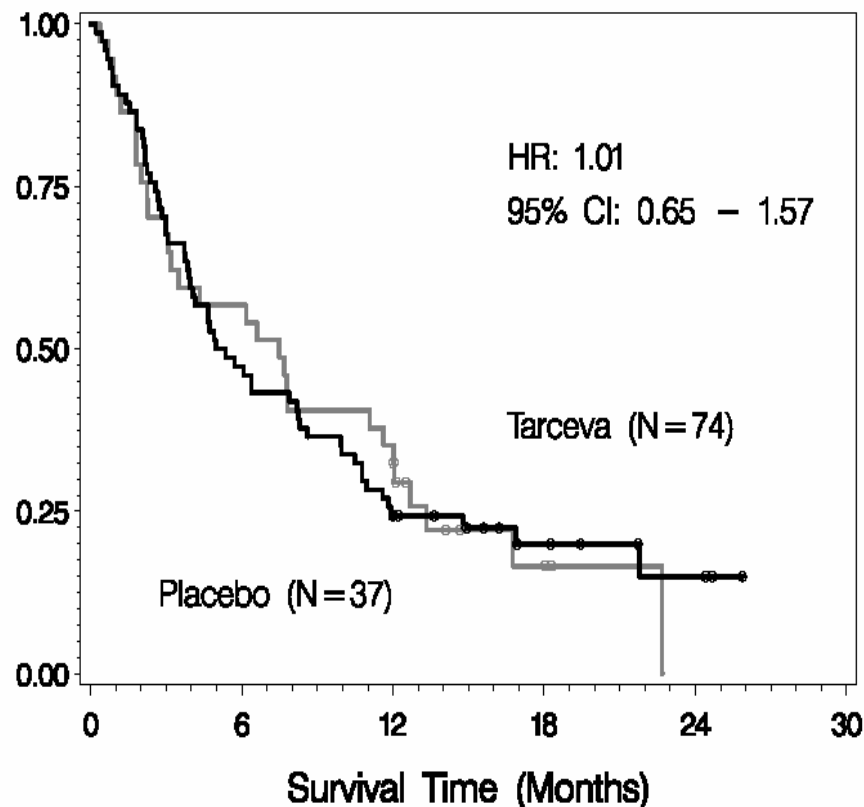 1.00
0.75
0.50
0.25
0.00
HR: 1.01
95% CI: 0.65 – 1.57
Tarceva (N=74)
Placebo (N=37)
0 6 12 18 24 30
Survival Time (Months)